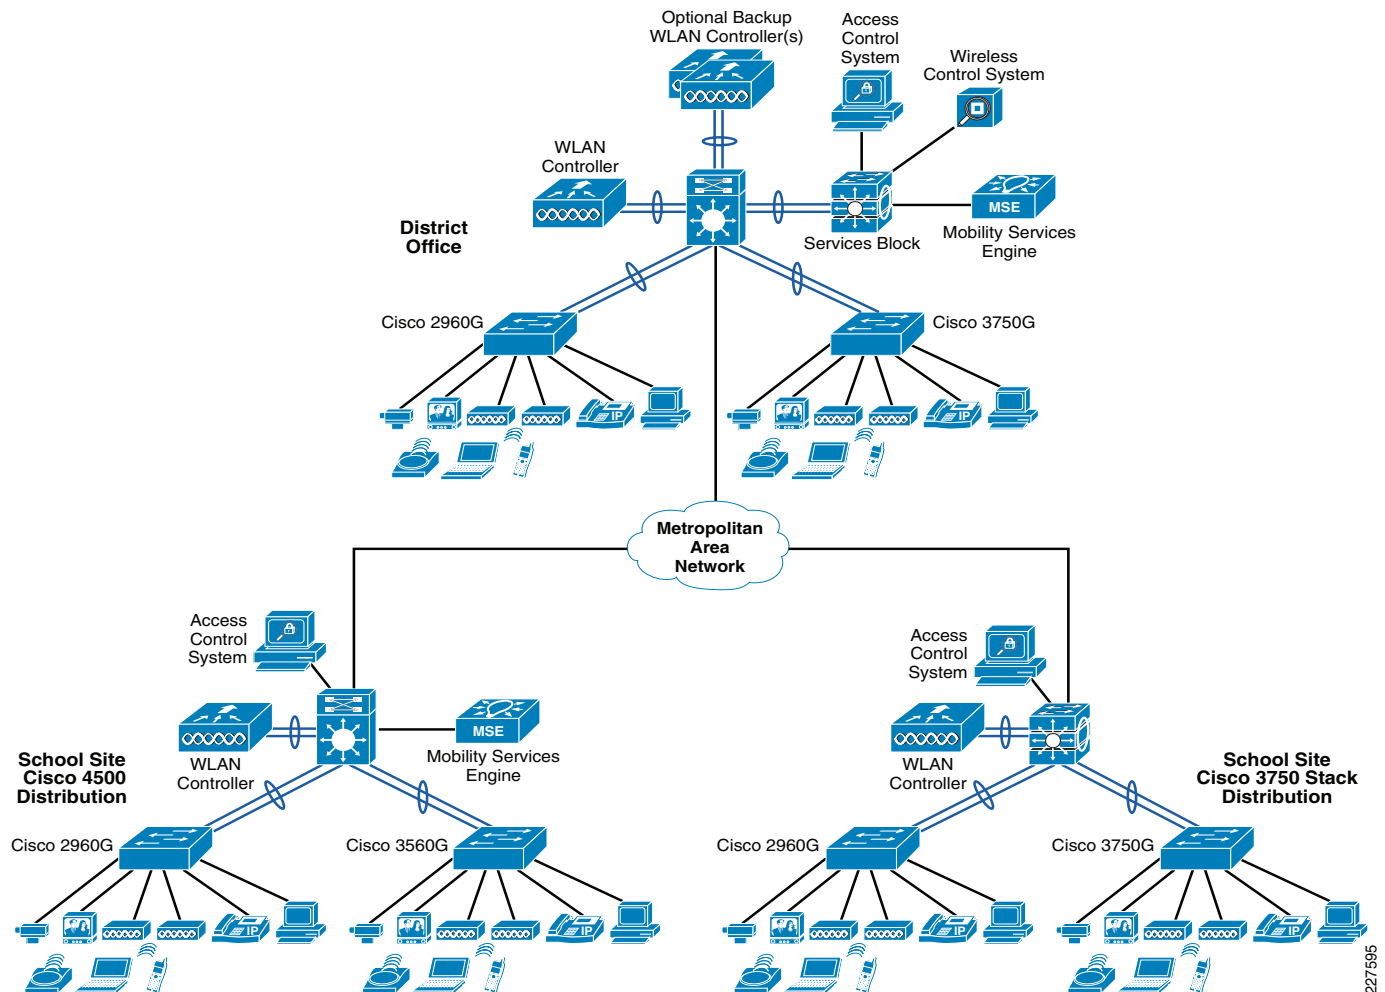 Optional Backup
WLAN Controller(s)
Access
Control
System
Wireless
Control System
WLAN
Controller
MSE
District
Office
Services Block
Mobility Services
Engine
Cisco 2960G
Cisco 3750G
IP
IP
Metropolitan
Area
Network
Access
Control
System
Access
Control
System
MSE
School Site
Cisco 4500
Distribution
WLAN
Controller
Mobility Services
Engine
WLAN
Controller
School Site
Cisco 3750 Stack
Distribution
Cisco 2960G
Cisco 3560G
Cisco 2960G
Cisco 3750G
IP
IP
IP
IP
227595